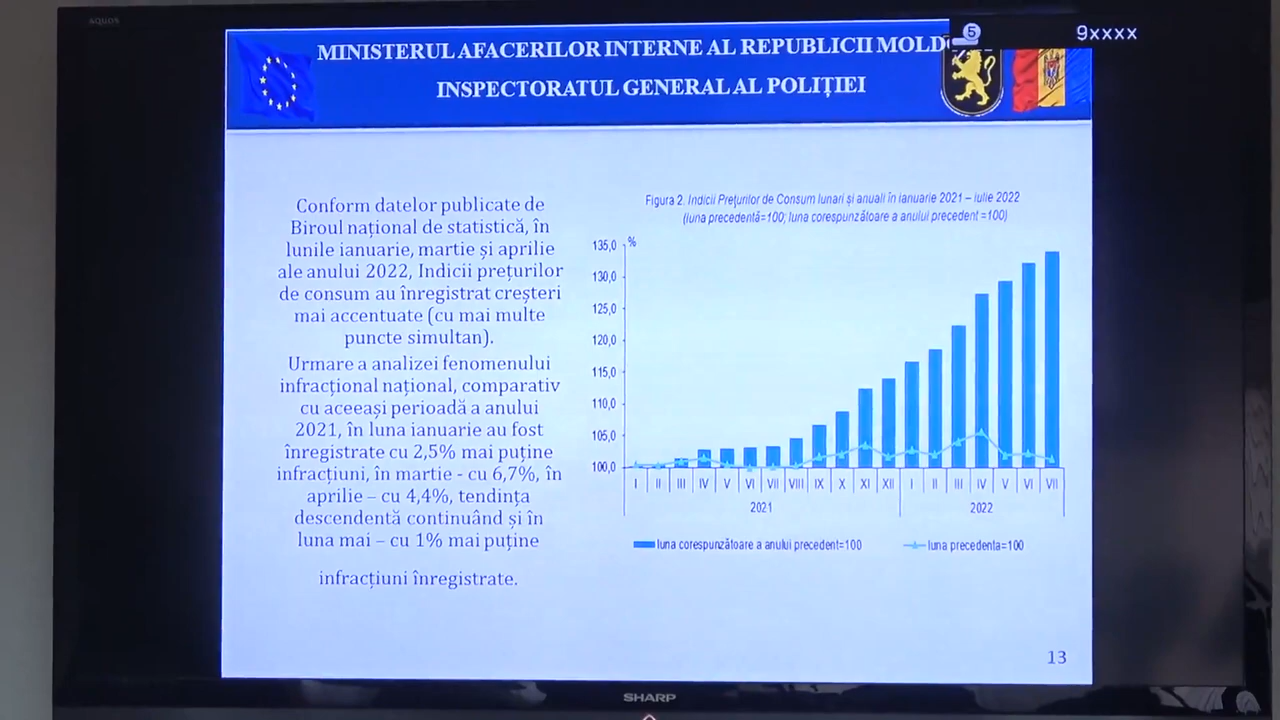 AQUOS
5
9xxxx
MINISTERUL AFACERILOR INTERNE AL REPUBLICII
INSPECTORATUL GENERAL AL POLIȚIEI
Conform datelor publicate de
Biroul național de statistică, în
lunile ianuarie, martie și aprilie
ale anului 2022, Indicii prețurilor
de consum au înregistrat creșteri
mai accentuate (cu mai multe
puncte simultan).
Urmare a analizei fenomenului
infracțional național, comparativ
cu aceeași perioadă a anului
2021, în luna ianuarie au fost
înregistrate cu 2,5% mai puține
infracțiuni, în martie - cu 6,7%, în
aprilie – cu 4,4%, tendința
descendentă continuând și în
luna mai – cu 1% mai puține
infracțiuni înregistrate.
Figura 2. Indicii Prețurilor de Consum lunari și anuali în ianuarie 2021 – iulie 2022
(luna precedentă=100; luna corespunzătoare a anului precedent =100)
%
135,0
130,0
125,0
120,0
115,0
110,0
105,0
100,0
I II III IV V VI VII VIII IX X XI XII I II III IV V VI VII
2021 2022
luna corespunzătoare a anului precedent=100 luna precedenta=100
13
SHARP